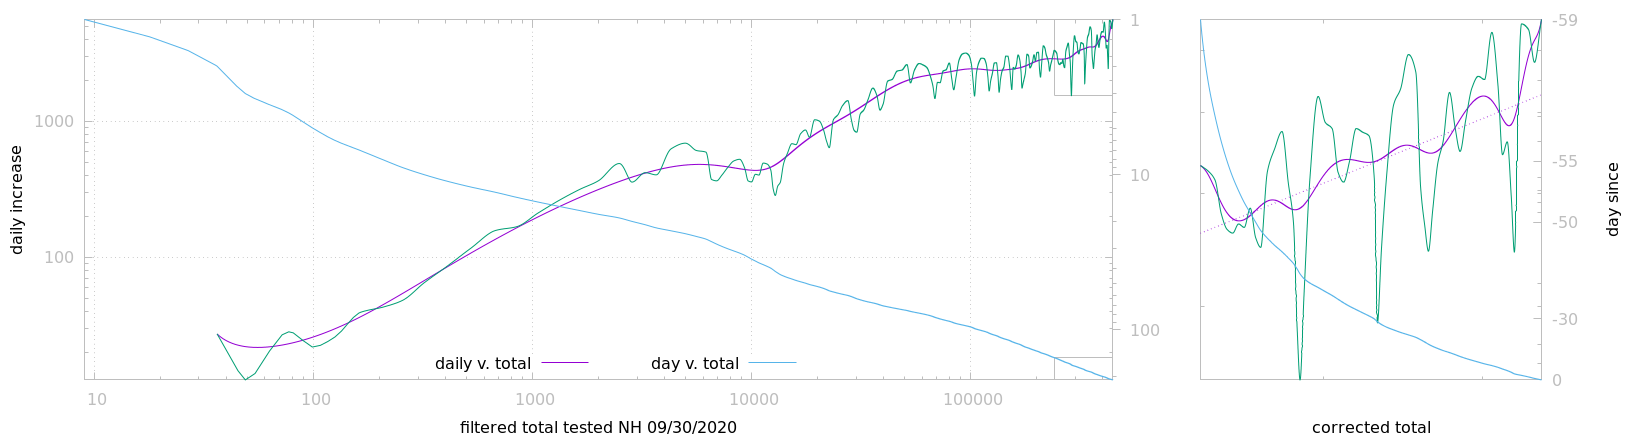 1 -59
1000
daily increase
10
-55
-50
day since
100
-30
100
daily v. total day v. total
0
10 100 1000 10000 100000
filtered total tested NH 09/30/2020 corrected total